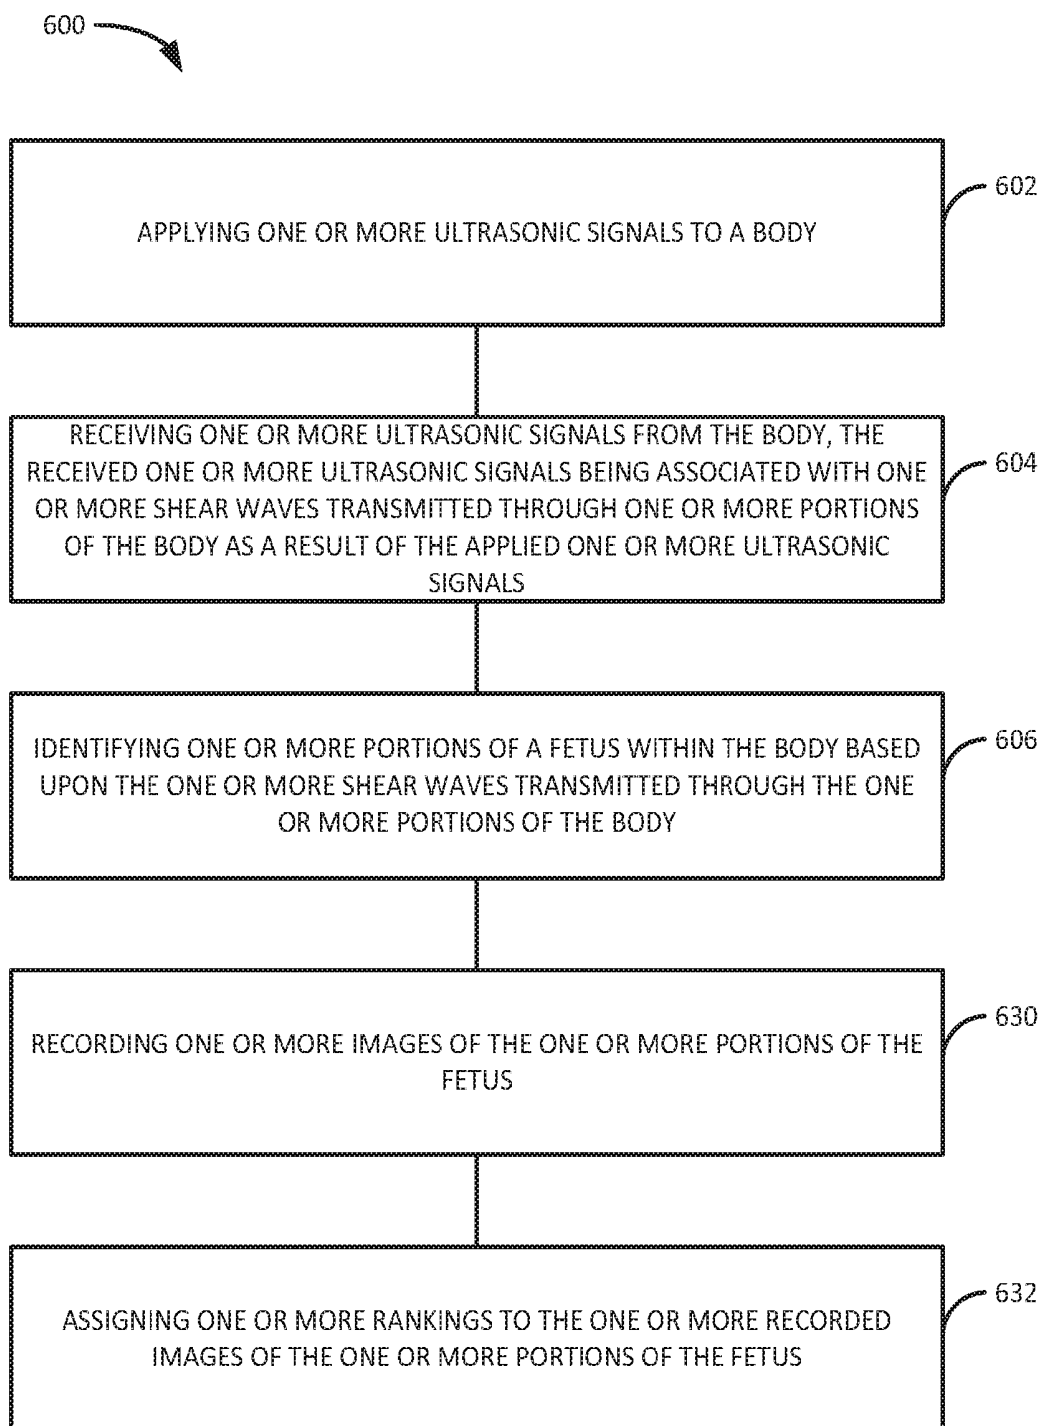 600
602
APPLYING ONE OR MORE ULTRASONIC SIGNALS TO A BODY
RECEIVING ONE OR MORE ULTRASONIC SIGNALS FROM THE BODY, THE
RECEIVED ONE OR MORE ULTRASONIC SIGNALS BEING ASSOCIATED WITH ONE
604
OR MORE SHEAR WAVES TRANSMITTED THROUGH ONE OR MORE PORTIONS
OF THE BODY AS A RESULT OF THE APPLIED ONE OR MORE ULTRASONIC
SIGNALS
606
IDENTIFYING ONE OR MORE PORTIONS OF A FETUS WITHIN THE BODY BASED
UPON THE ONE OR MORE SHEAR WAVES TRANSMITTED THROUGH THE ONE
OR MORE PORTIONS OF THE BODY
630
RECORDING ONE OR MORE IMAGES OF THE ONE OR MORE PORTIONS OF THE
FETUS
632
ASSIGNING ONE OR MORE RANKINGS TO THE ONE OR MORE RECORDED
IMAGES OF THE ONE OR MORE PORTIONS OF THE FETUS